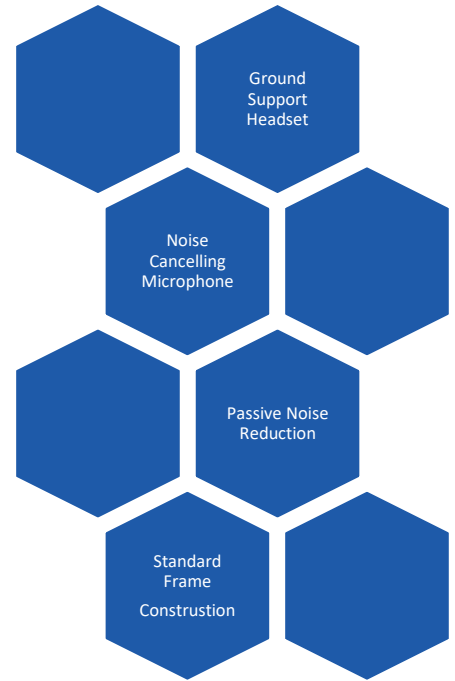 Ground
Support
Headset
Noise
Cancelling
Microphone
Passive Noise
Reduction
Standard
Frame
Construstion